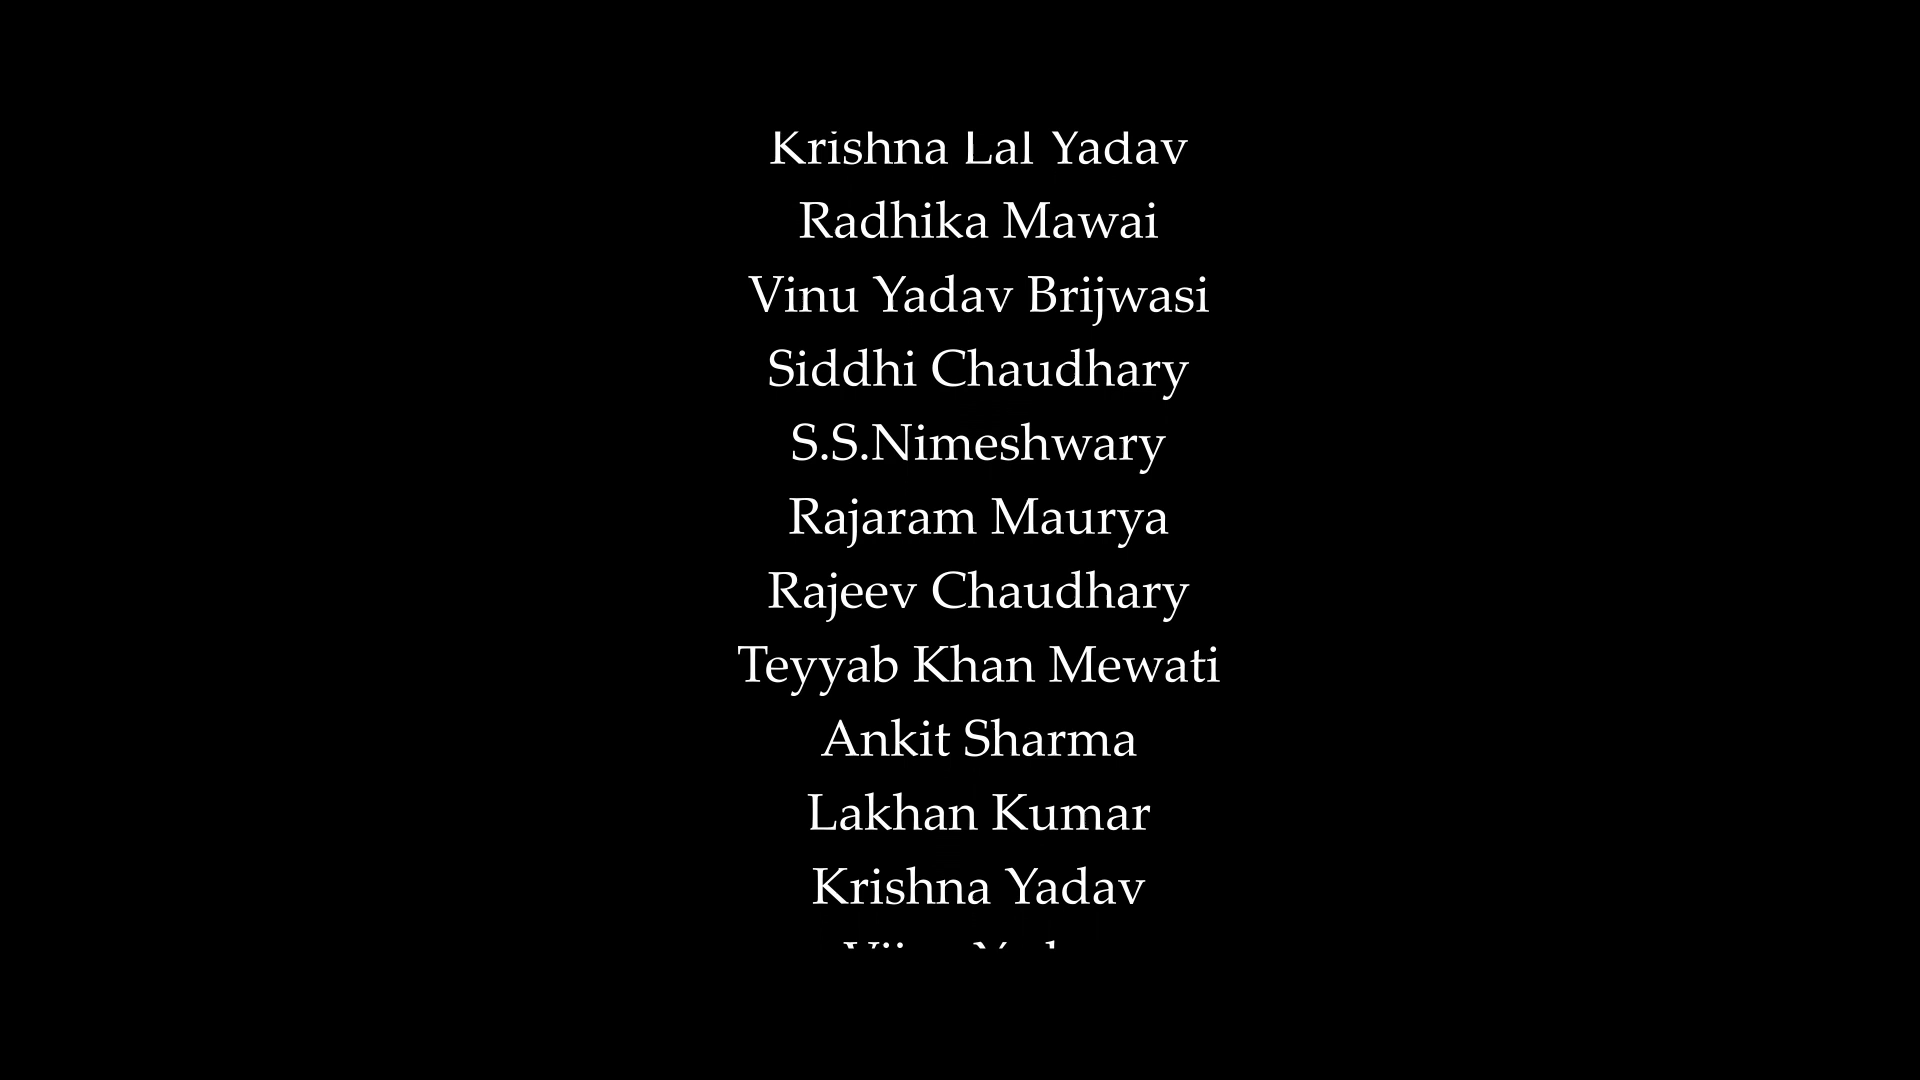 Krishna Lal Yadav
Radhika Mawai
Vinu Yadav Brijwasi
Siddhi Chaudhary
S.S.Nimeshwary
Rajaram Maurya
Rajeev Chaudhary
Teyyab Khan Mewati
Ankit Sharma
Lakhan Kumar
Krishna Yadav